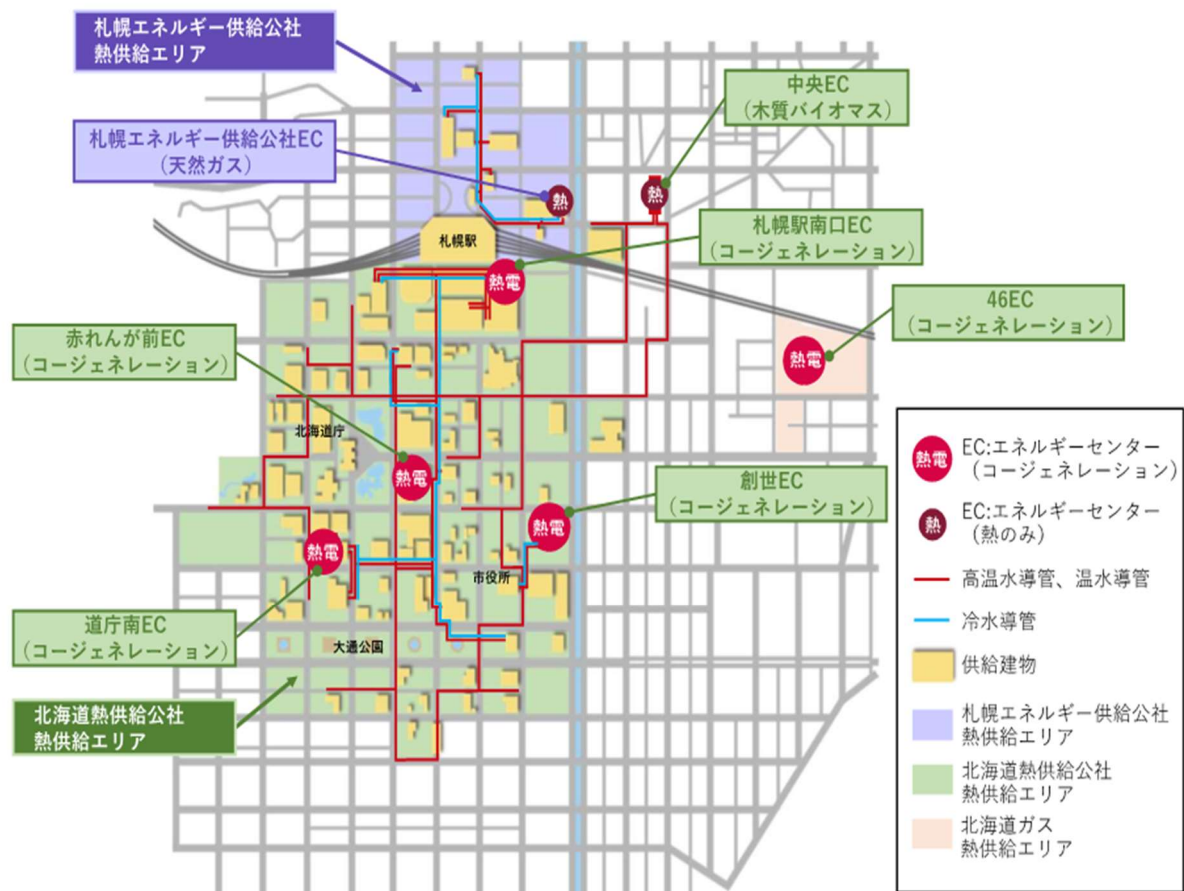 札幌エネルギー供給公社
熱供給エリア
中央EC
(木質バイオマス)
札幌エネルギー供給公社EC
(天然ガス)
熱
熱
札幌駅南口EC
(コージェネレーション)
札幌駅
熱電
46EC
(コージェネレーション)
赤れんが前EC
(コージェネレーション)
熱電
北海道庁
熱電
創世EC
(コージェネレーション)
熱電
熱電
市役所
道庁南EC
(コージェネレーション)
大通公園
北海道熱供給公社
熱供給エリア
熱電
EC:エネルギーセンター
(コージェネレーション)
熱
EC:エネルギーセンター
(熱のみ)
高温水導管、温水導管
冷水導管
供給建物
札幌エネルギー供給公社
熱供給エリア
北海道熱供給公社
熱供給エリア
北海道ガス
熱供給エリア